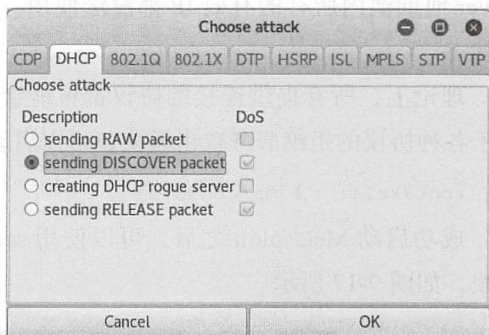 Choose attack
CDP DHCP 802.1Q 802.1X DTP HSRP ISL MPLS STP VTP
Choose attack
Description DoS
sending RAW packet
sending DISCOVER packet
creating DHCP rogue server
sending RELEASE packet
Cancel OK